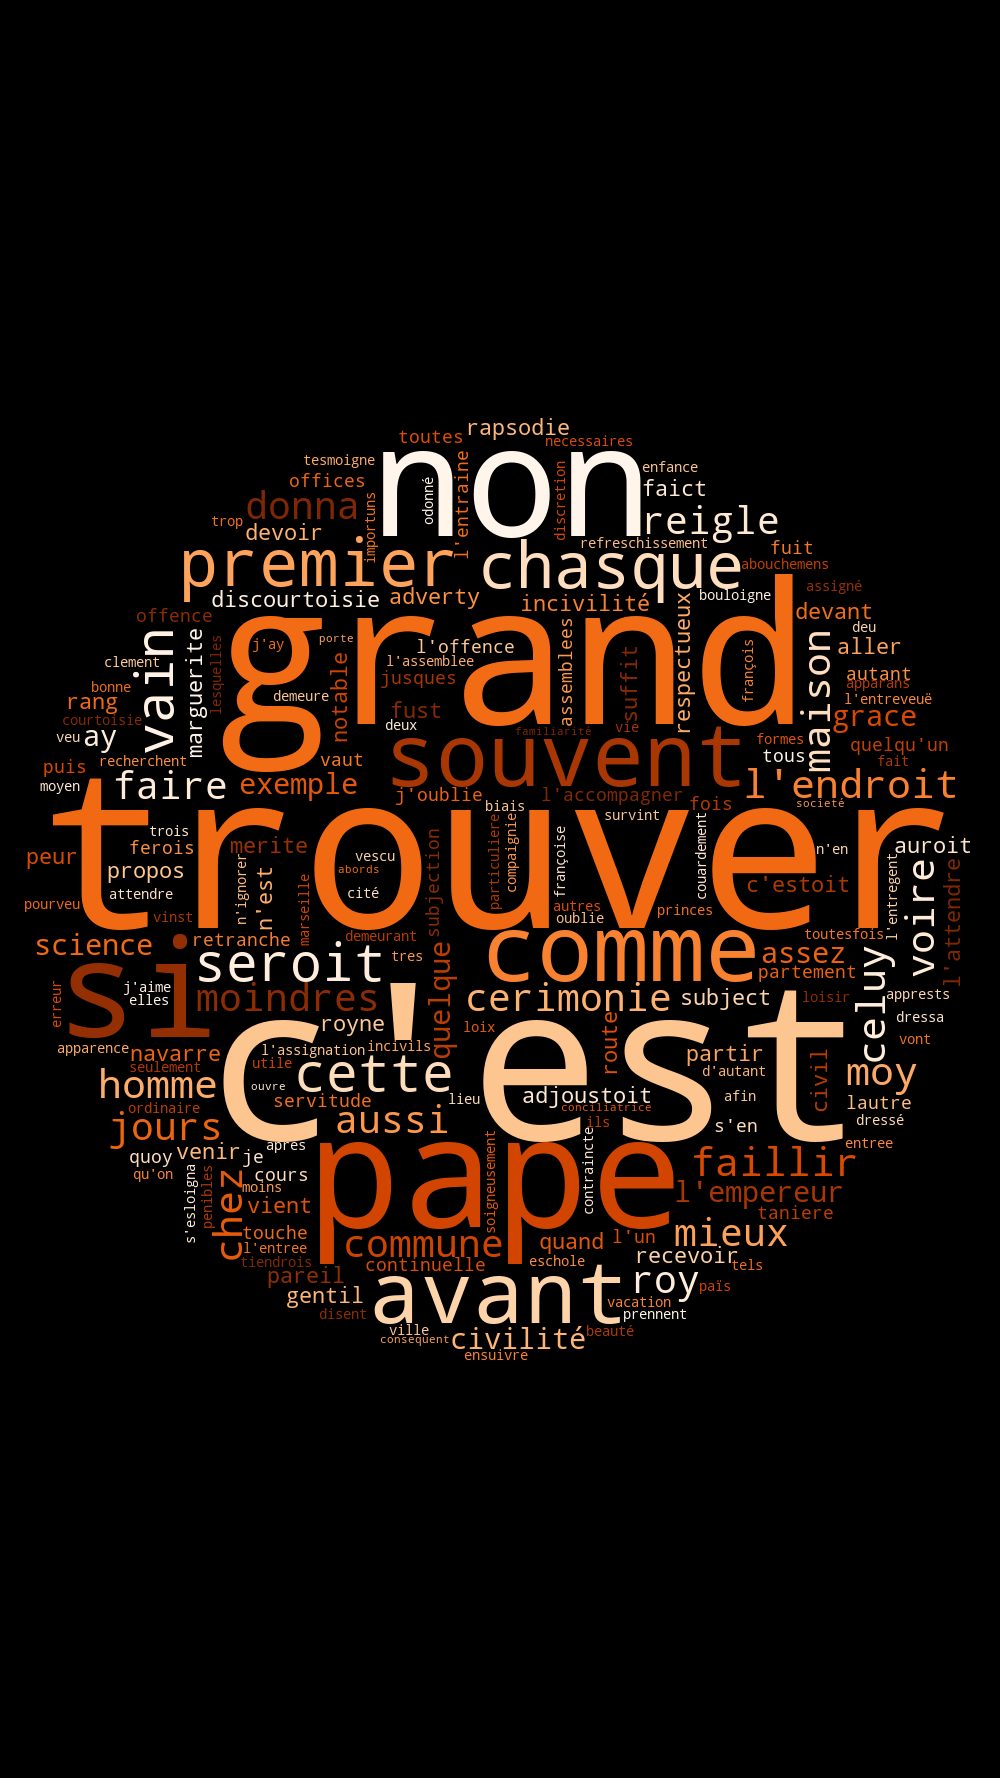 rapsodie
toutes
necessaires
non
tesmoigne
enfance
offices
l'entraine
discretion
odonné
faict
donna
importuns
trop
reigle
devoir
refreschissement
fuit
premier
chasque
abouchemens
assigné
discourtoisie
adverty
incivilité
bouloigne
devant
offence
grand
deu
vain
marguerite
lesquelles
j'ay
porte
l'offence
assemblees
suffit
respectueux
françois
maison
aller
clement
l'assemblee
notable
jusques
autant
bonne
demeure
apparans
rang
l'entreveuë
courtoisie
fust
grace
veu
ay
deux
souvent
familiarité
vie
formes
quelqu'un
recherchent
vaut
tous
fait
puis
moyen
faire
exemple
j'oublie
l'accompagner
fois
l'endroit
biais
societé
trouver
survint
trois
ferois
merite
subjection
particuliere
compaignie
françoise
couardement
n'en
auroit
peur
vescu
propos
abords
n'ignorer
n'est
marseille
cité
c'estoit
l'entregent
voire
l'attendre
attendre
pourveu
vinst
autres
oublie
princes
science
retranche
demeurant
toutesfois
si
seroit
tres
quelque
comme
assez
partement
j'aime
elles
moindres
cerimonie
subject
loisir
apprests
erreur
royne
loix
route
celuy
dressa
apparence
navarre
l'assignation
incivils
partir
vont
seulement
utile
c'est
d'autant
civil
moy
homme
ouvre
cette
lieu
adjoustoit
afin
lautre
ordinaire
servitude
conciliatrice
jours
aussi
ils
s'en
dressé
entree
quoy
venir
je
apres
pape
soigneusement
contraincte
faillir
qu'on
cours
s'esloigna
penibles
chez
moins
l'empereur
vient
taniere
touche
commune
quand
l'un
mieux
l'entree
tiendrois
continuelle
eschole
recevoir
pareil
tels
gentil
avant
roy
païs
disent
vacation
prennent
ville
consequent
civilité
beauté
ensuivre